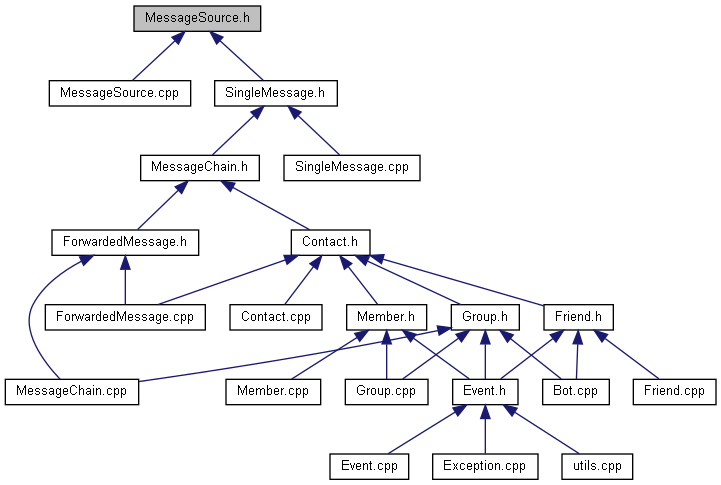 MessageSource.h
MessageSource.cpp
SingleMessage.h
MessageChain.h
SingleMessage.cpp
ForwardedMessage.h
Contact.h
ForwardedMessage.cpp
Contact.cpp
Member.h
Group.h
Friend.h
MessageChain.cpp
Member.cpp
Group.cpp
Event.h
Bot.cpp
Friend.cpp
Event.cpp
Exception.cpp
utils.cpp